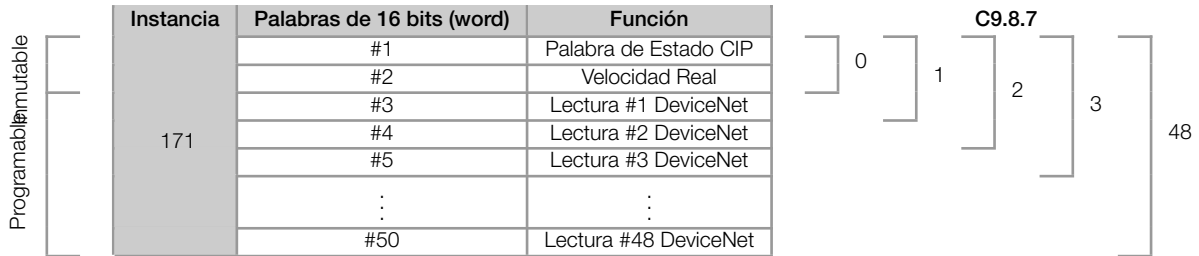 Instancia Palabras de 16 bits (word) Función C9.8.7
Inmutable
Programable
171
#1 Palabra de Estado CIP
#2 Velocidad Real
#3 Lectura #1 DeviceNet
#4 Lectura #2 DeviceNet
#5 Lectura #3 DeviceNet
#50 Lectura #48 DeviceNet
0
1
2
3
48